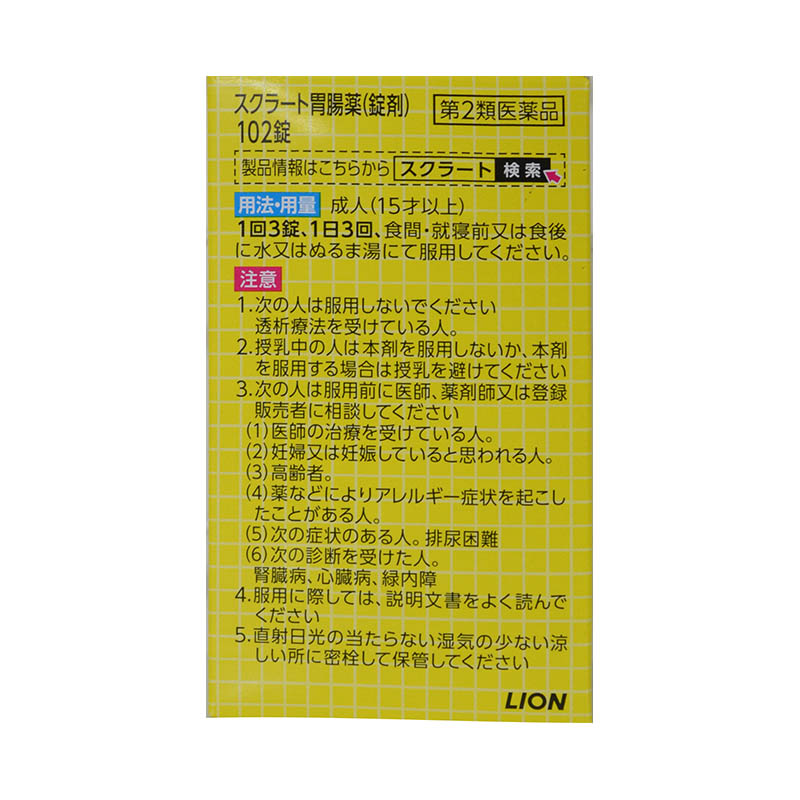 スクラート胃腸薬(錠剤) 第2類医薬品
102錠
製品情報はこちらから スクラート 検索
用法・用量 成人(15才以上)
1回3錠、1日3回、食間・就寝前又は食後
に水又はぬるま湯にて服用してください。
注意
1.次の人は服用しないでください
透析療法を受けている人。
2.授乳中の人は本剤を服用しないか、本剤
を服用する場合は授乳を避けてください
3.次の人は服用前に医師、薬剤師又は登録
販売者に相談してください
(1)医師の治療を受けている人。
(2)妊婦又は妊娠していると思われる人。
(3)高齢者。
(4)薬などによりアレルギー症状を起こし
たことがある人。
(5)次の症状のある人。排尿困難
(6)次の診断を受けた人。
腎臓病、心臓病、緑内障
4.服用に際しては、説明文書をよく読んで
ください
5.直射日光の当たらない湿気の少ない涼
しい所に密栓して保管してください
LION